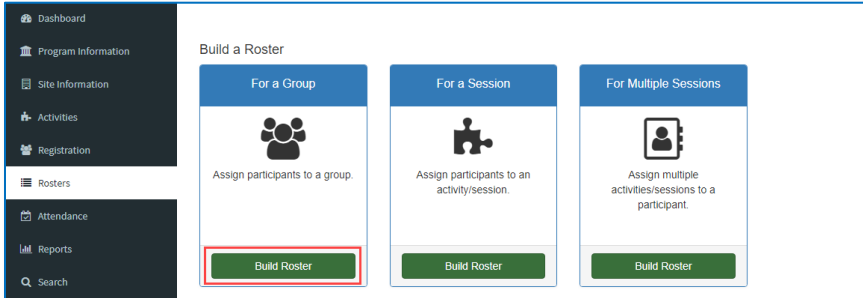 Dashboard
Program Information
Site Information
Activities
Registration
Rosters
Attendance
Reports
Search
Build a Roster
For a Group
Assign participants to a group.
Build Roster
For a Session
Assign participants to an
activity/session.
Build Roster
For Multiple Sessions
Assign multiple
activities/sessions to a
participant.
Build Roster